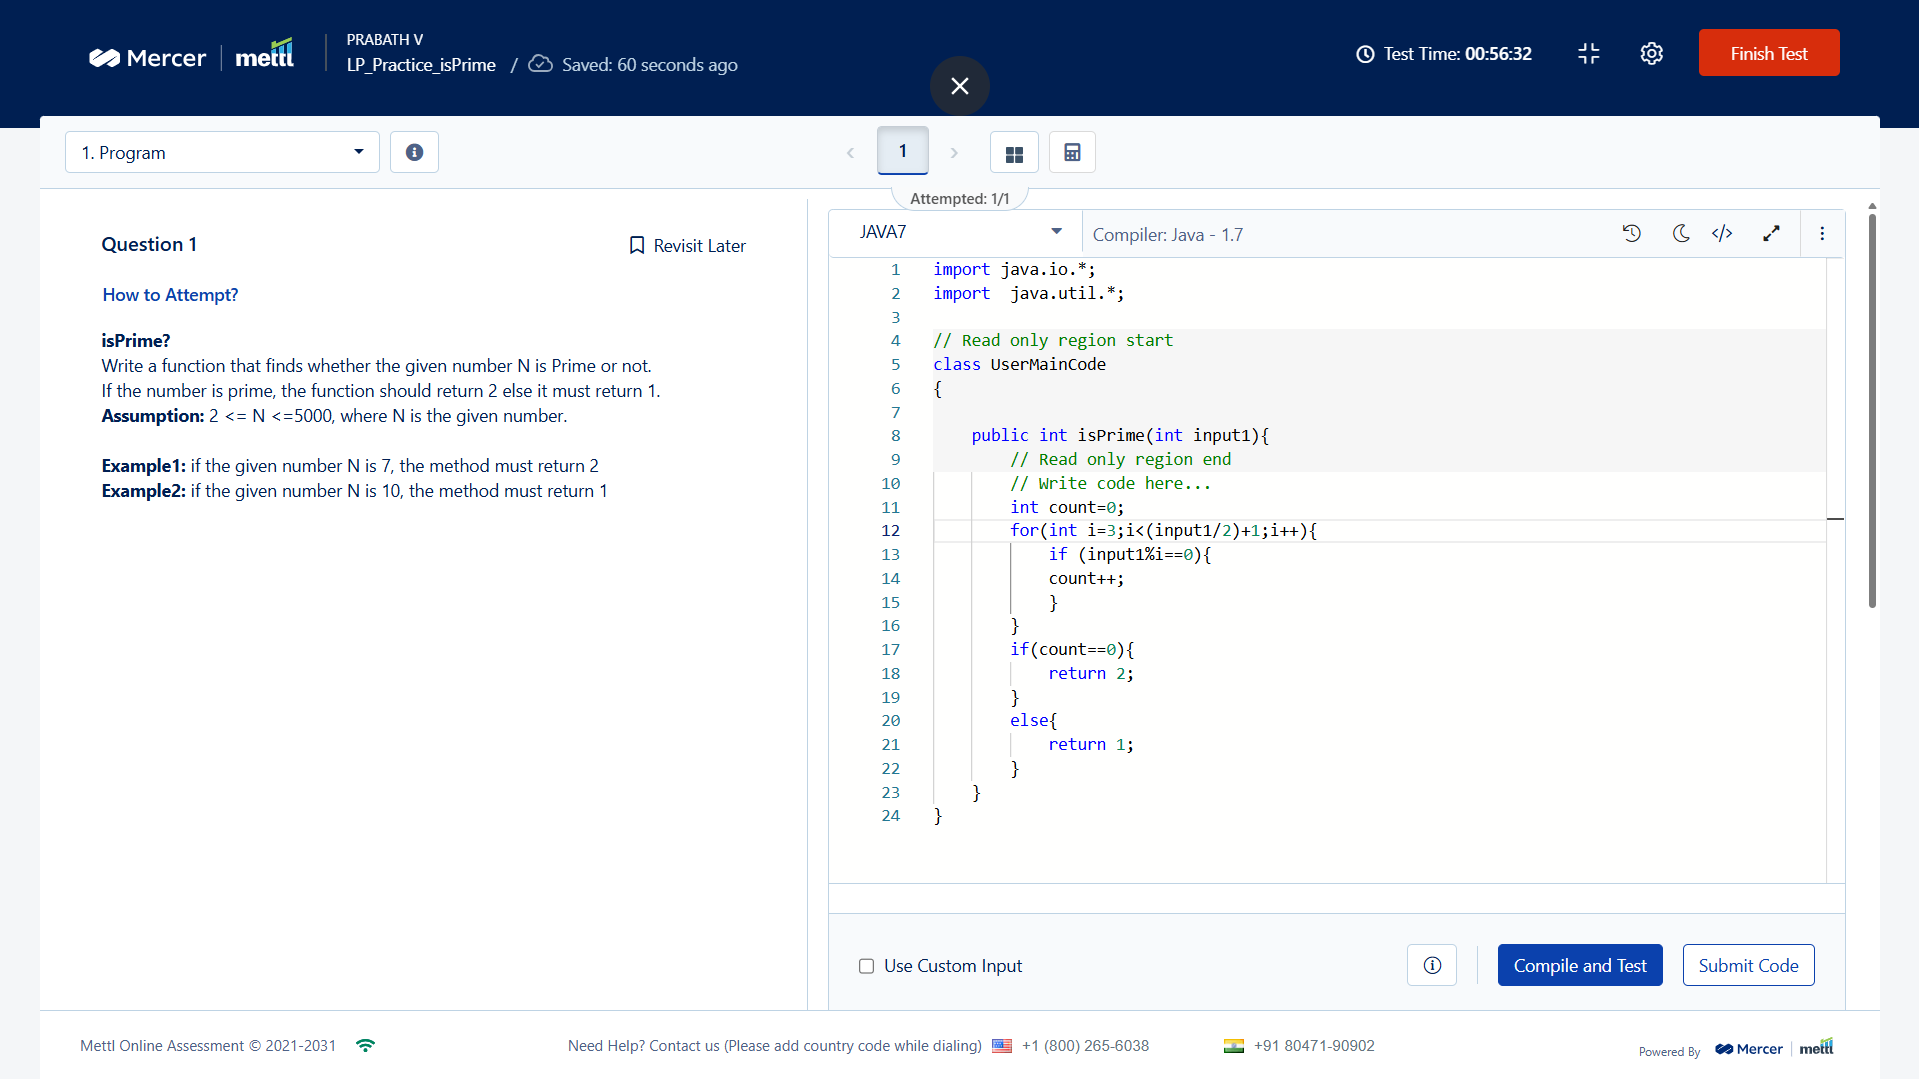 Mercer | mettl
PRABATH V
LP_Practice_isPrime / Saved: 60 seconds ago
Test Time: 00:56:32
Finish Test
1. Program
1
Attempted: 1/1
Question 1
Revisit Later
How to Attempt?
isPrime?
Write a function that finds whether the given number N is Prime or not.
If the number is prime, the function should return 2 else it must return 1.
Assumption: 2 <= N <=5000, where N is the given number.
Example1: if the given number N is 7, the method must return 2
Example2: if the given number N is 10, the method must return 1
JAVA7
Compiler: Java - 1.7
1 import java.io.*;
2 import  java.util.*;
3
4 // Read only region start
5 class UserMainCode
6 {
7
8     public int isPrime(int input1){
9         // Read only region end
10         // Write code here...
11         int count=0;
12         for(int i=3;i<(input1/2)+1;i++){
13             if (input1%i==0){
14             count++;
15             }
16         }
17         if(count==0){
18             return 2;
19         }
20         else{
21             return 1;
22         }
23     }
24 }
Use Custom Input
Compile and Test
Submit Code
Mettl Online Assessment © 2021-2031
Need Help? Contact us (Please add country code while dialing) +1 (800) 265-6038
+91 80471-90902
Powered By Mercer | mettl